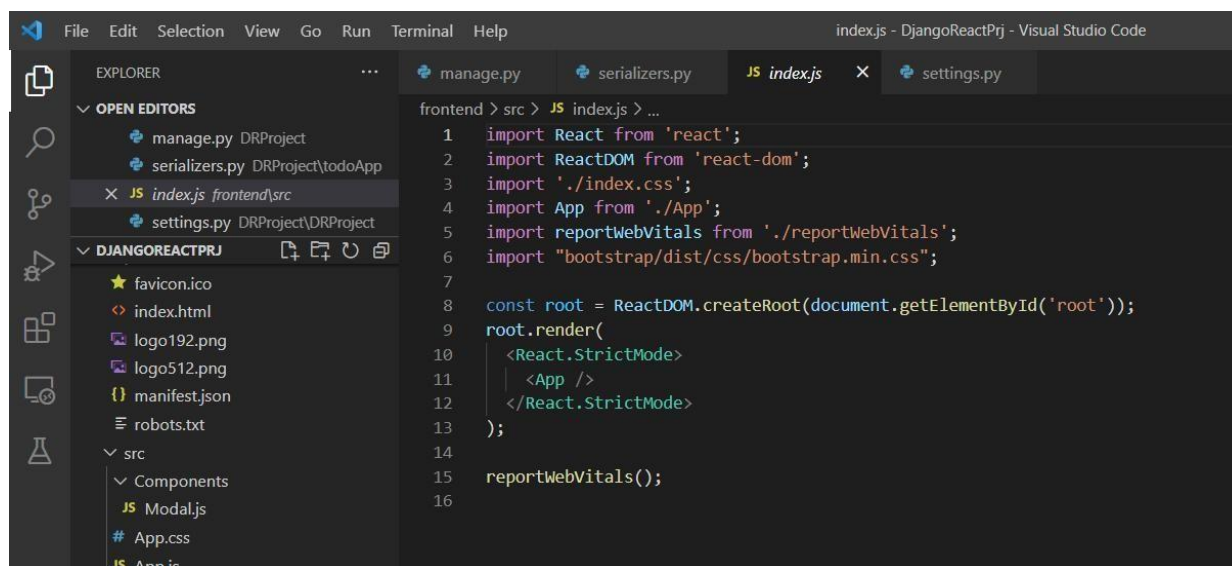 File Edit Selection View Go Run Terminal Help
index.js - DjangoReactPrj - Visual Studio Code
EXPLORER ...
OPEN EDITORS
manage.py DRProject
serializers.py DRProject\todoApp
JS index.js frontend\src
settings.py DRProject\DRProject
DJANGOREACTPRJ
favicon.ico
<> index.html
logo192.png
logo512.png
{} manifest.json
robots.txt
src
Components
JS Modal.js
# App.css
JS App.js
manage.py
serializers.py
JS index.js
settings.py
frontend > src > JS index.js > ...
1 import React from 'react';
2 import ReactDOM from 'react-dom';
3 import './index.css';
4 import App from './App';
5 import reportWebVitals from './reportWebVitals';
6 import "bootstrap/dist/css/bootstrap.min.css";
7
8 const root = ReactDOM.createRoot(document.getElementById('root'));
9 root.render(
10 <React.StrictMode>
11 <App />
12 </React.StrictMode>
13 );
14
15 reportWebVitals();
16